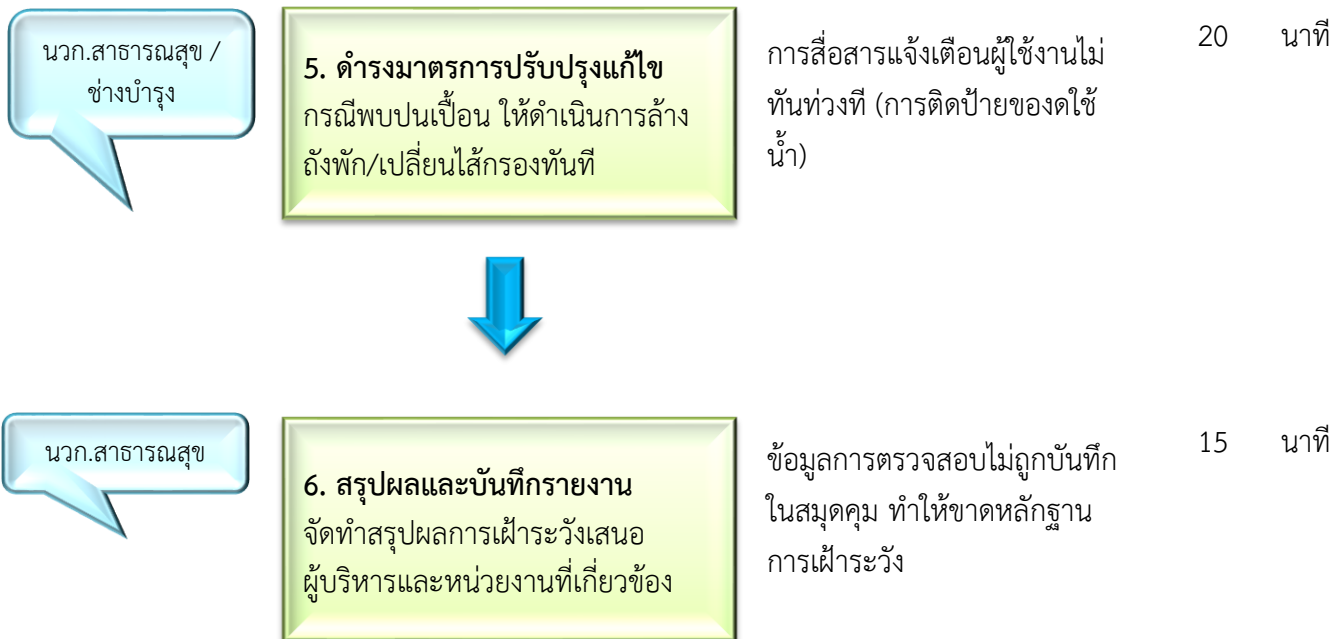 นวก.สาธารณสุข /
ช่างบำรุง
5. ดำรงมาตรการปรับปรุงแก้ไข
กรณีพบปนเปื้อน ให้ดำเนินการล้าง
ถังพัก/เปลี่ยนไส้กรองทันที
การสื่อสารแจ้งเตือนผู้ใช้งานไม่
ทันท่วงที (การติดป้ายของดใช้
น้ำ)
20 นาที
นวก.สาธารณสุข
6. สรุปผลและบันทึกรายงาน
จัดทำสรุปผลการเฝ้าระวังเสนอ
ผู้บริหารและหน่วยงานที่เกี่ยวข้อง
ข้อมูลการตรวจสอบไม่ถูกบันทึก
ในสมุดคุม ทำให้ขาดหลักฐาน
การเฝ้าระวัง
15 นาที